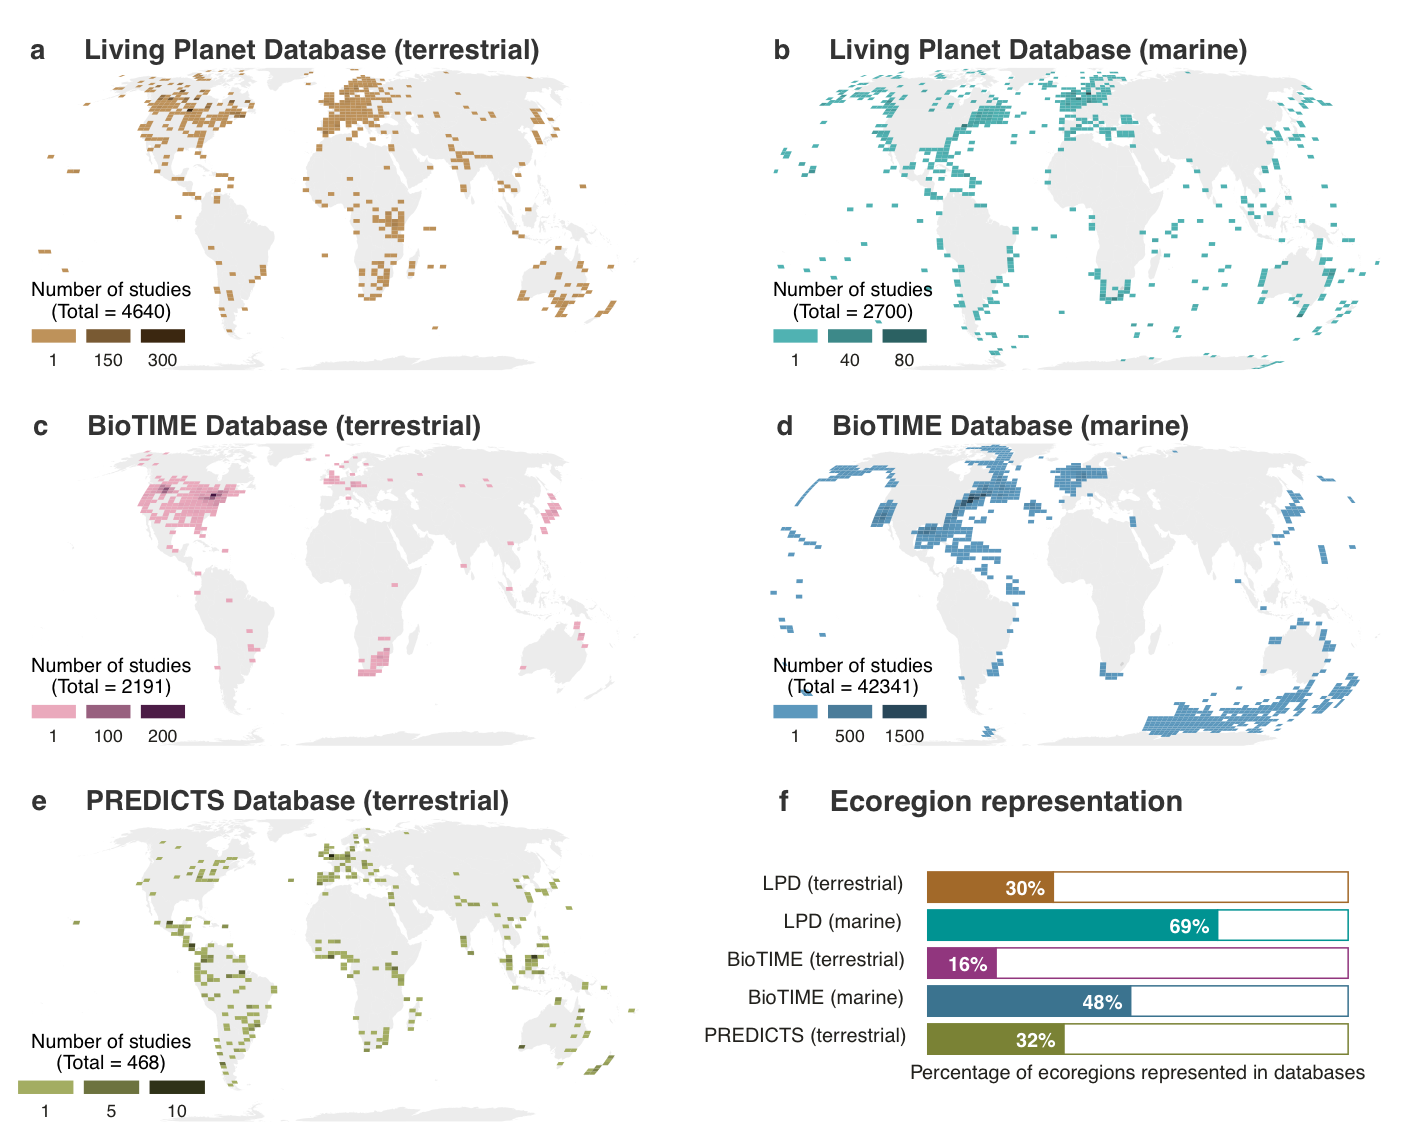 a Living Planet Database (terrestrial)
Number of studies
(Total = 4640)
1 150 300
b Living Planet Database (marine)
Number of studies
(Total = 2700)
1 40 80
c BioTIME Database (terrestrial)
Number of studies
(Total = 2191)
1 100 200
d BioTIME Database (marine)
Number of studies
(Total = 42341)
1 500 1500
e PREDICTS Database (terrestrial)
Number of studies
(Total = 468)
1 5 10
f Ecoregion representation
LPD (terrestrial) 30%
LPD (marine) 69%
BioTIME (terrestrial) 16%
BioTIME (marine) 48%
PREDICTS (terrestrial) 32%
Percentage of ecoregions represented in databases